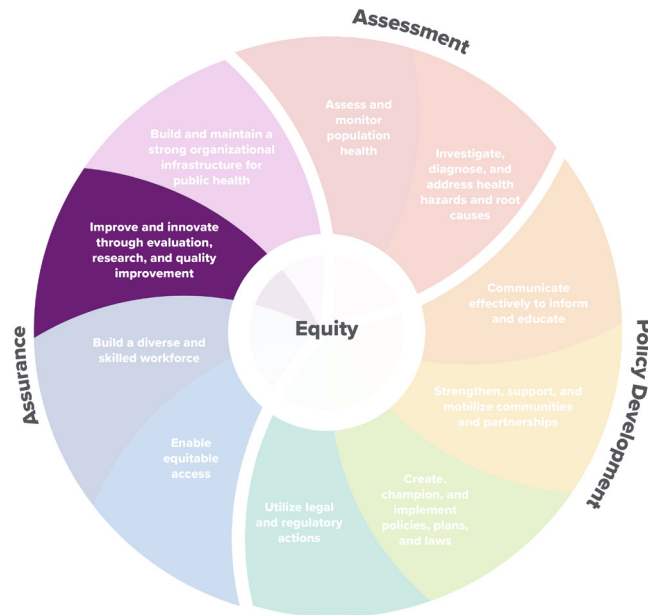 Assessment
Assess and
monitor
population
health
Investigate,
diagnose, and
address health
hazards and root
causes
Policy Development
Communicate
effectively to inform
and educate
Strengthen, support, and
mobilize communities
and partnerships
Create,
champion, and
implement
policies, plans,
and laws
Utilize legal
and regulatory
actions
Assurance
Enable
equitable
access
Build a diverse and
skilled workforce
Improve and innovate
through evaluation,
research, and quality
improvement
Build and maintain a
strong organizational
infrastructure for
public health
Equity